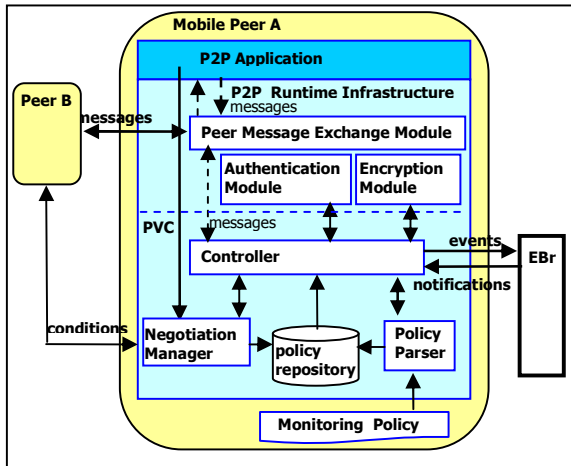 Mobile Peer A
P2P Application
Peer B
P2P Runtime Infrastructure
messages
messages
Peer Message Exchange Module
Authentication
Module
Encryption
Module
PVC
messages
events
Controller
EBr
notifications
conditions
Negotiation
Manager
policy
repository
Policy
Parser
Monitoring Policy